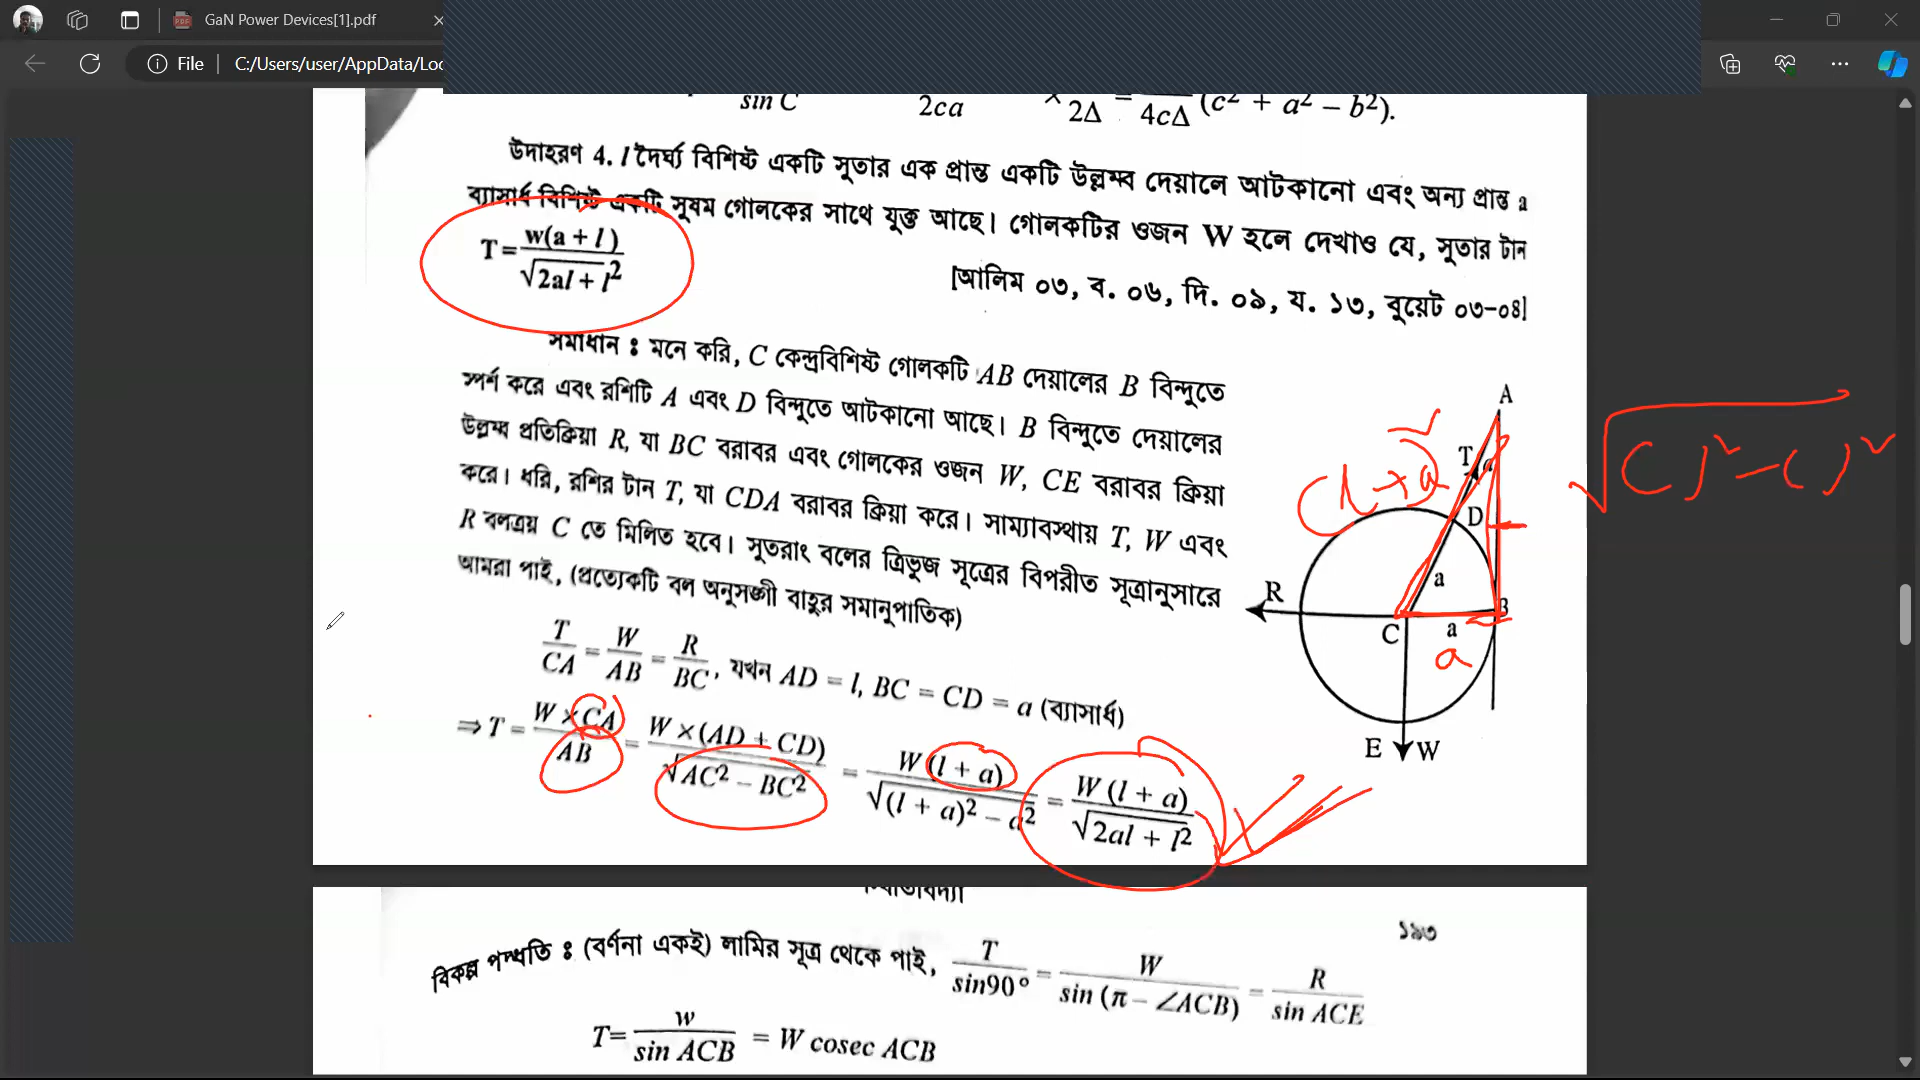 GaN Power Devices[1].pdf
File C:/Users/user/AppData/Loc
sin C 2ca × 2Δ = 4cΔ (c² + a² – b²).
উদাহরণ 4. l দৈর্ঘ্য বিশিষ্ট একটি সুতার এক প্রান্ত একটি উল্লম্ব দেয়ালে আটকানো এবং অন্য প্রান্ত a
ব্যাসার্ধ বিশিষ্ট একটি সুষম গোলকের সাথে যুক্ত আছে। গোলকটির ওজন W হলে দেখাও যে, সুতার টান
T = w(a + l) / √2al + l²
[আলিম ০৩, ব. ০৬, দি. ০৯, য. ১৩, বুয়েট ০৩-০৪]
সমাধান : মনে করি, C কেন্দ্রবিশিষ্ট গোলকটি AB দেয়ালের B বিন্দুতে
স্পর্শ করে এবং রশিটি A এবং D বিন্দুতে আটকানো আছে। B বিন্দুতে দেয়ালের
উল্লম্ব প্রতিক্রিয়া R, যা BC বরাবর এবং গোলকের ওজন W, CE বরাবর ক্রিয়া
করে। ধরি, রশির টান T, যা CDA বরাবর ক্রিয়া করে। সাম্যাবস্থায় T, W এবং
R বলত্রয় C তে মিলিত হবে। সুতরাং বলের ত্রিভুজ সূত্রের বিপরীত সূত্রানুসারে
আমরা পাই, (প্রত্যেকটি বল অনুসঙ্গী বাহুর সমানুপাতিক)
T/CA = W/AB = R/BC, যখন AD = l, BC = CD = a (ব্যাসার্ধ)
⇒ T = W × CA / AB = W × (AD + CD) / √AC² – BC² = W (l + a) / √(l + a)² – a² = W (l + a) / √2al + l²
A
T
a
D
a
R
B
C
a
E W
(l + a)
a
√( )² – ( )²
১৯৩
বিকল্প পদ্ধতি : (বর্ণনা একই) লামির সূত্র থেকে পাই, T / sin90° = W / sin (π – ∠ACB) = R / sin ACE
T = w / sin ACB = W cosec ACB